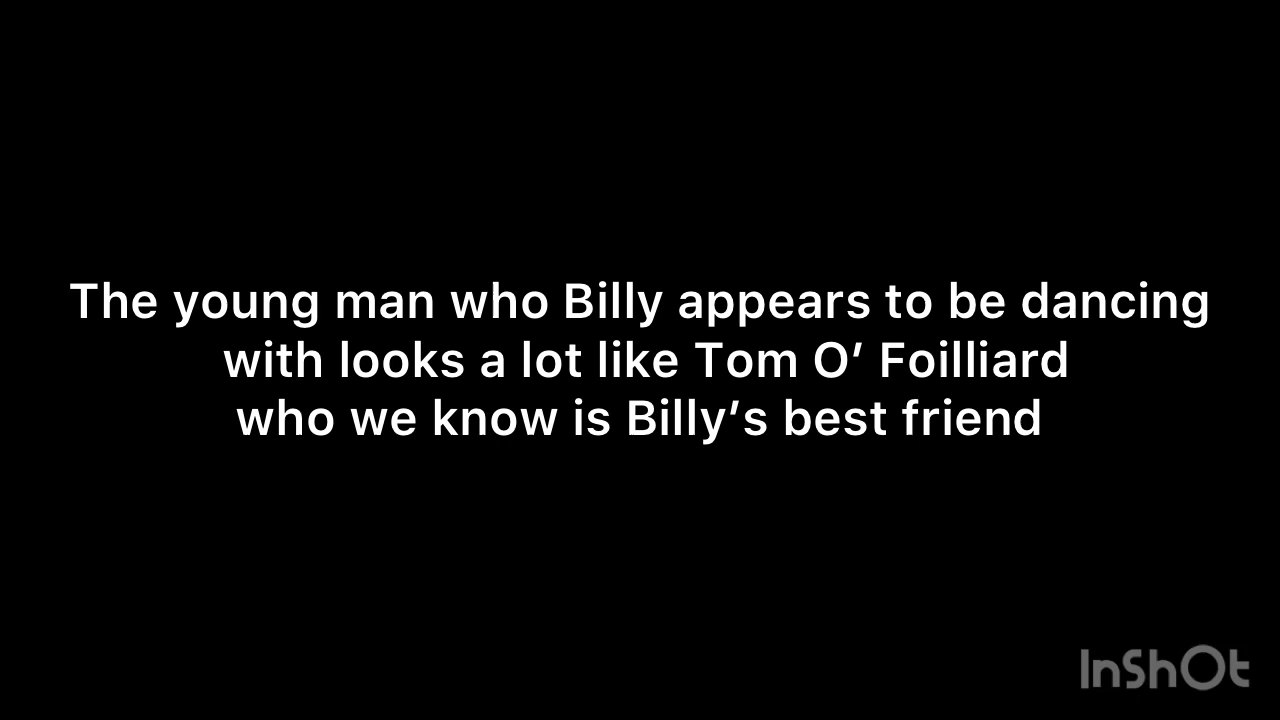 The young man who Billy appears to be dancing
with looks a lot like Tom O’ Foilliard
who we know is Billy’s best friend
InShOt